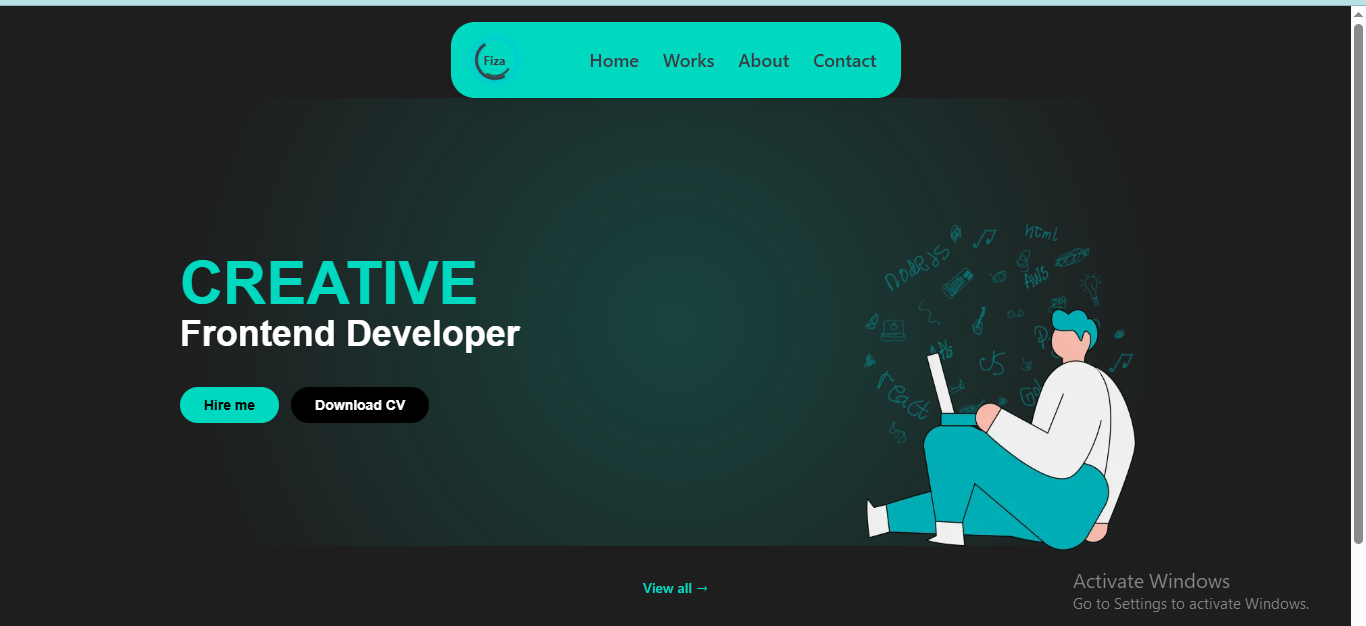 Fiza
Home Works About Contact
html
NodeJS
AWS
CREATIVE
Frontend Developer
JS
react
Hire me Download CV
View all →
Activate Windows
Go to Settings to activate Windows.